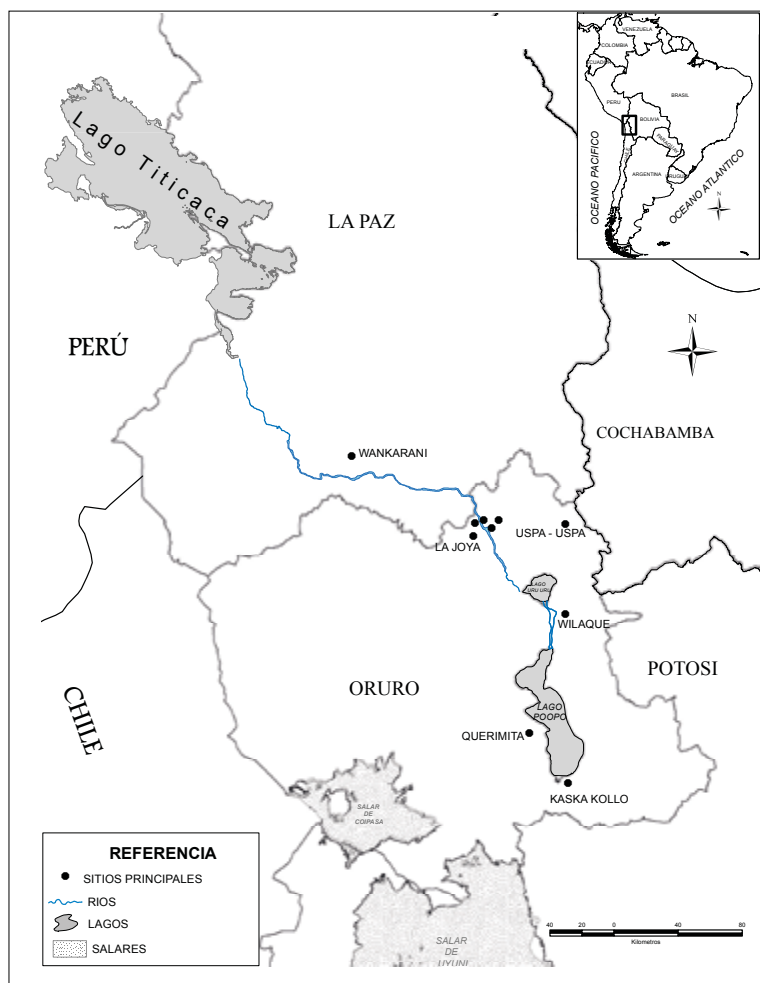 VENEZUELA
COLOMBIA
ECUADOR
PERU
BRASIL
BOLIVIA
PARAGUAY
CHILE
ARGENTINA
URUGUAY
OCEANO PACIFICO
OCEANO ATLANTICO
N
Lago Titicaca
LA PAZ
PERÚ
N
COCHABAMBA
WANKARANI
LA JOYA
USPA - USPA
LAGO
URU URU
WILAQUE
POTOSI
ORURO
CHILE
LAGO
POOPO
QUERIMITA
KASKA KOLLO
SALAR
DE
COIPASA
SALAR
DE
UYUNI
REFERENCIA
SITIOS PRINCIPALES
RIOS
LAGOS
SALARES
40 20 0 40 80
Kilometros